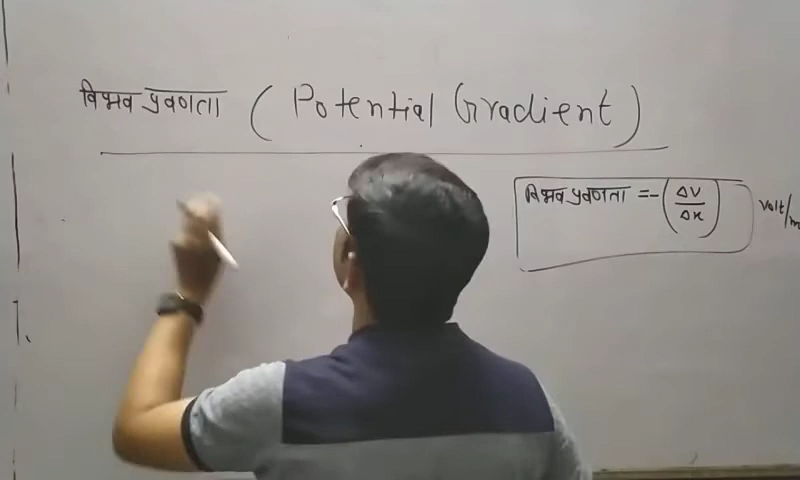 विभव प्रवणता ( Potential Gradient )
विभव प्रवणता = -(ΔV/Δx) volt/m